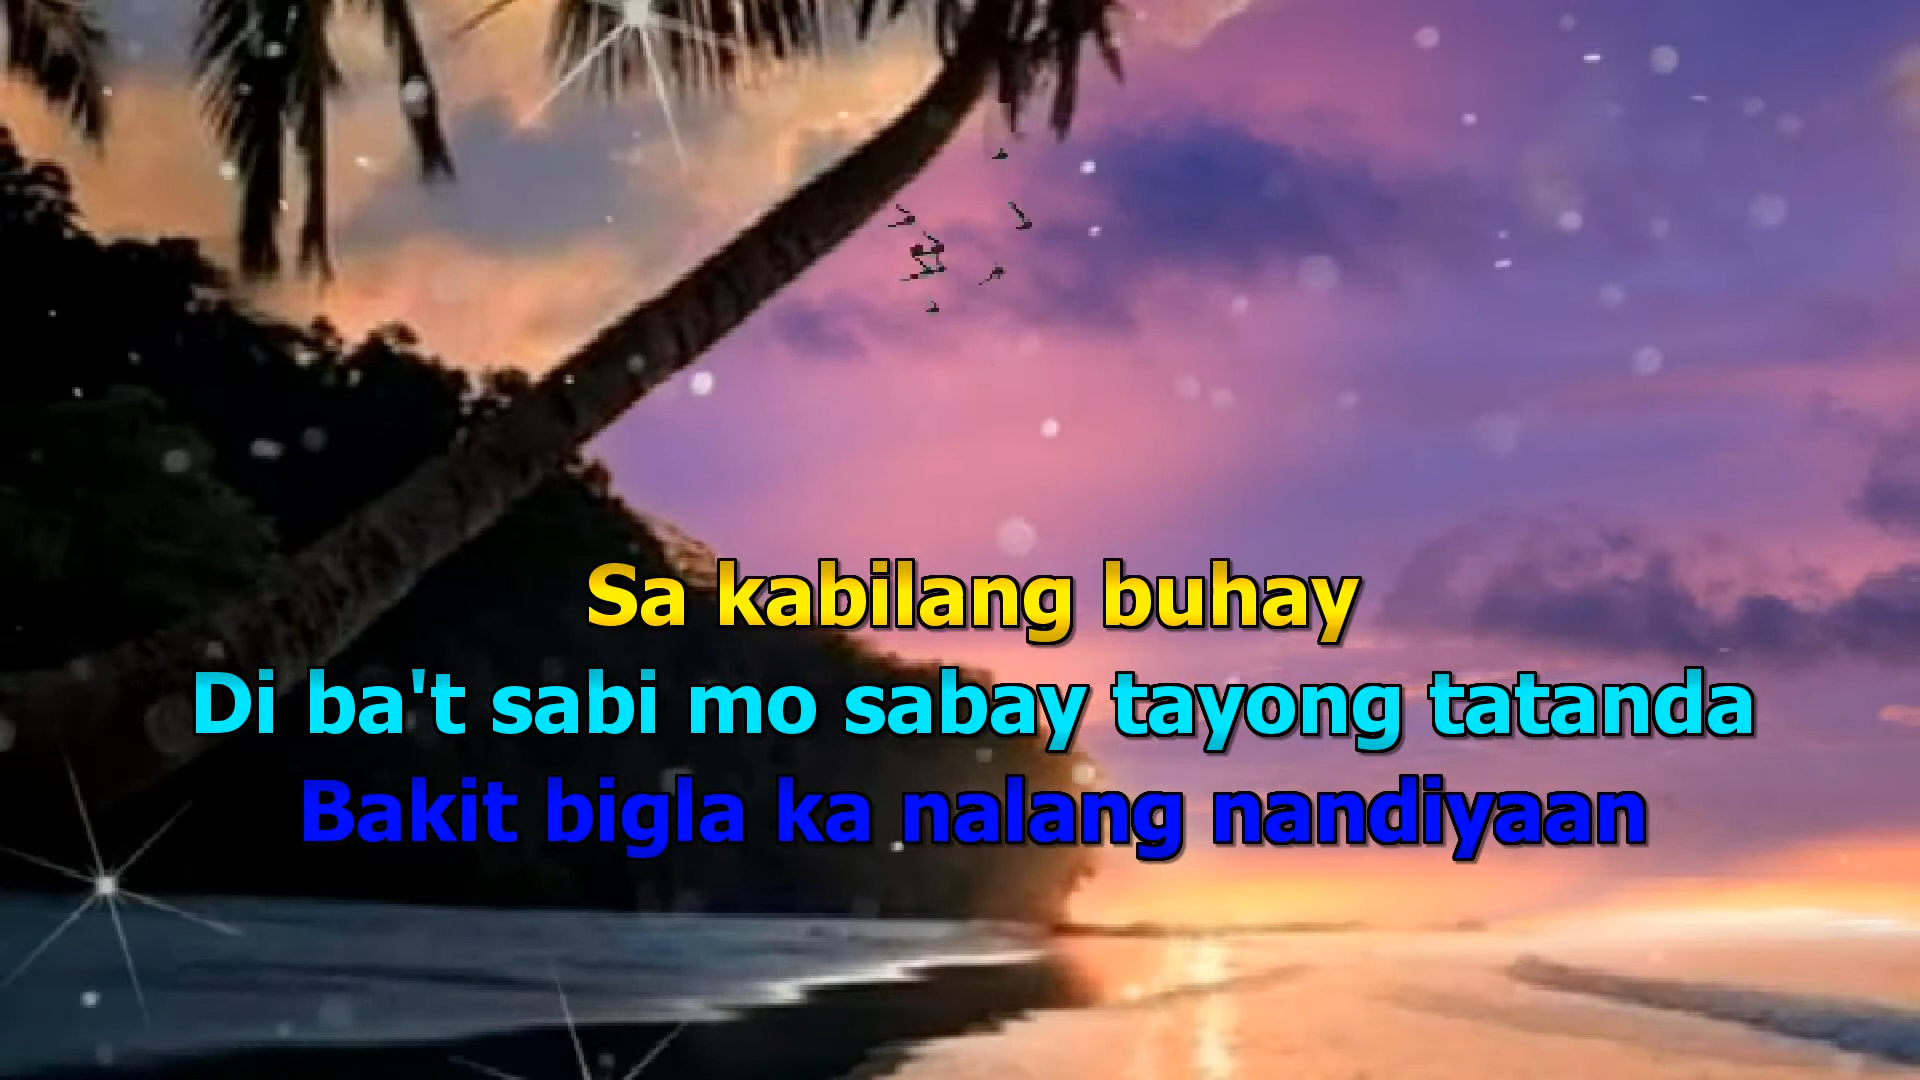 Sa kabilang buhay
Di ba't sabi mo sabay tayong tatanda
Bakit bigla ka nalang nandiyaan